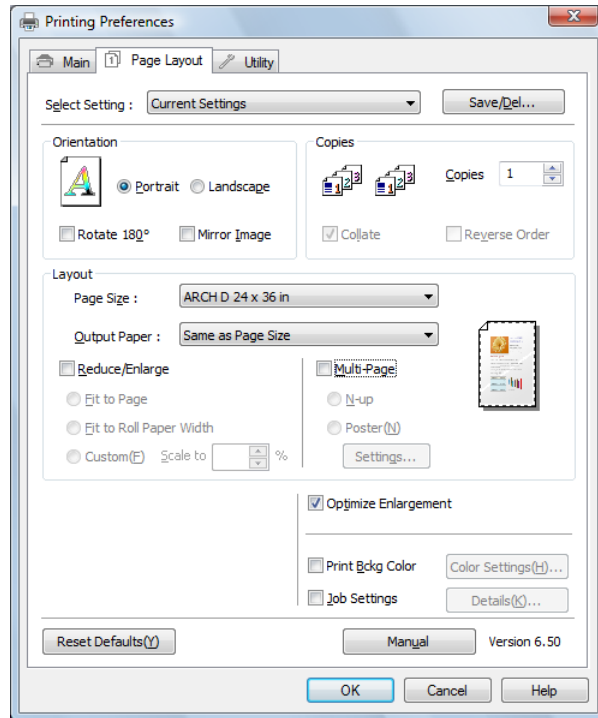 Printing Preferences
Main
Page Layout
Utility
Select Setting :
Current Settings
Save/Del...
Orientation
Portrait
Landscape
Rotate 180°
Mirror Image
Copies
Copies
1
Collate
Reverse Order
Layout
Page Size :
ARCH D 24 x 36 in
Output Paper :
Same as Page Size
Reduce/Enlarge
Fit to Page
Fit to Roll Paper Width
Custom(F)
Scale to
%
Multi-Page
N-up
Poster(N)
Settings...
Optimize Enlargement
Print Bckg Color
Color Settings(H)...
Job Settings
Details(K)...
Reset Defaults(Y)
Manual
Version 6.50
OK
Cancel
Help